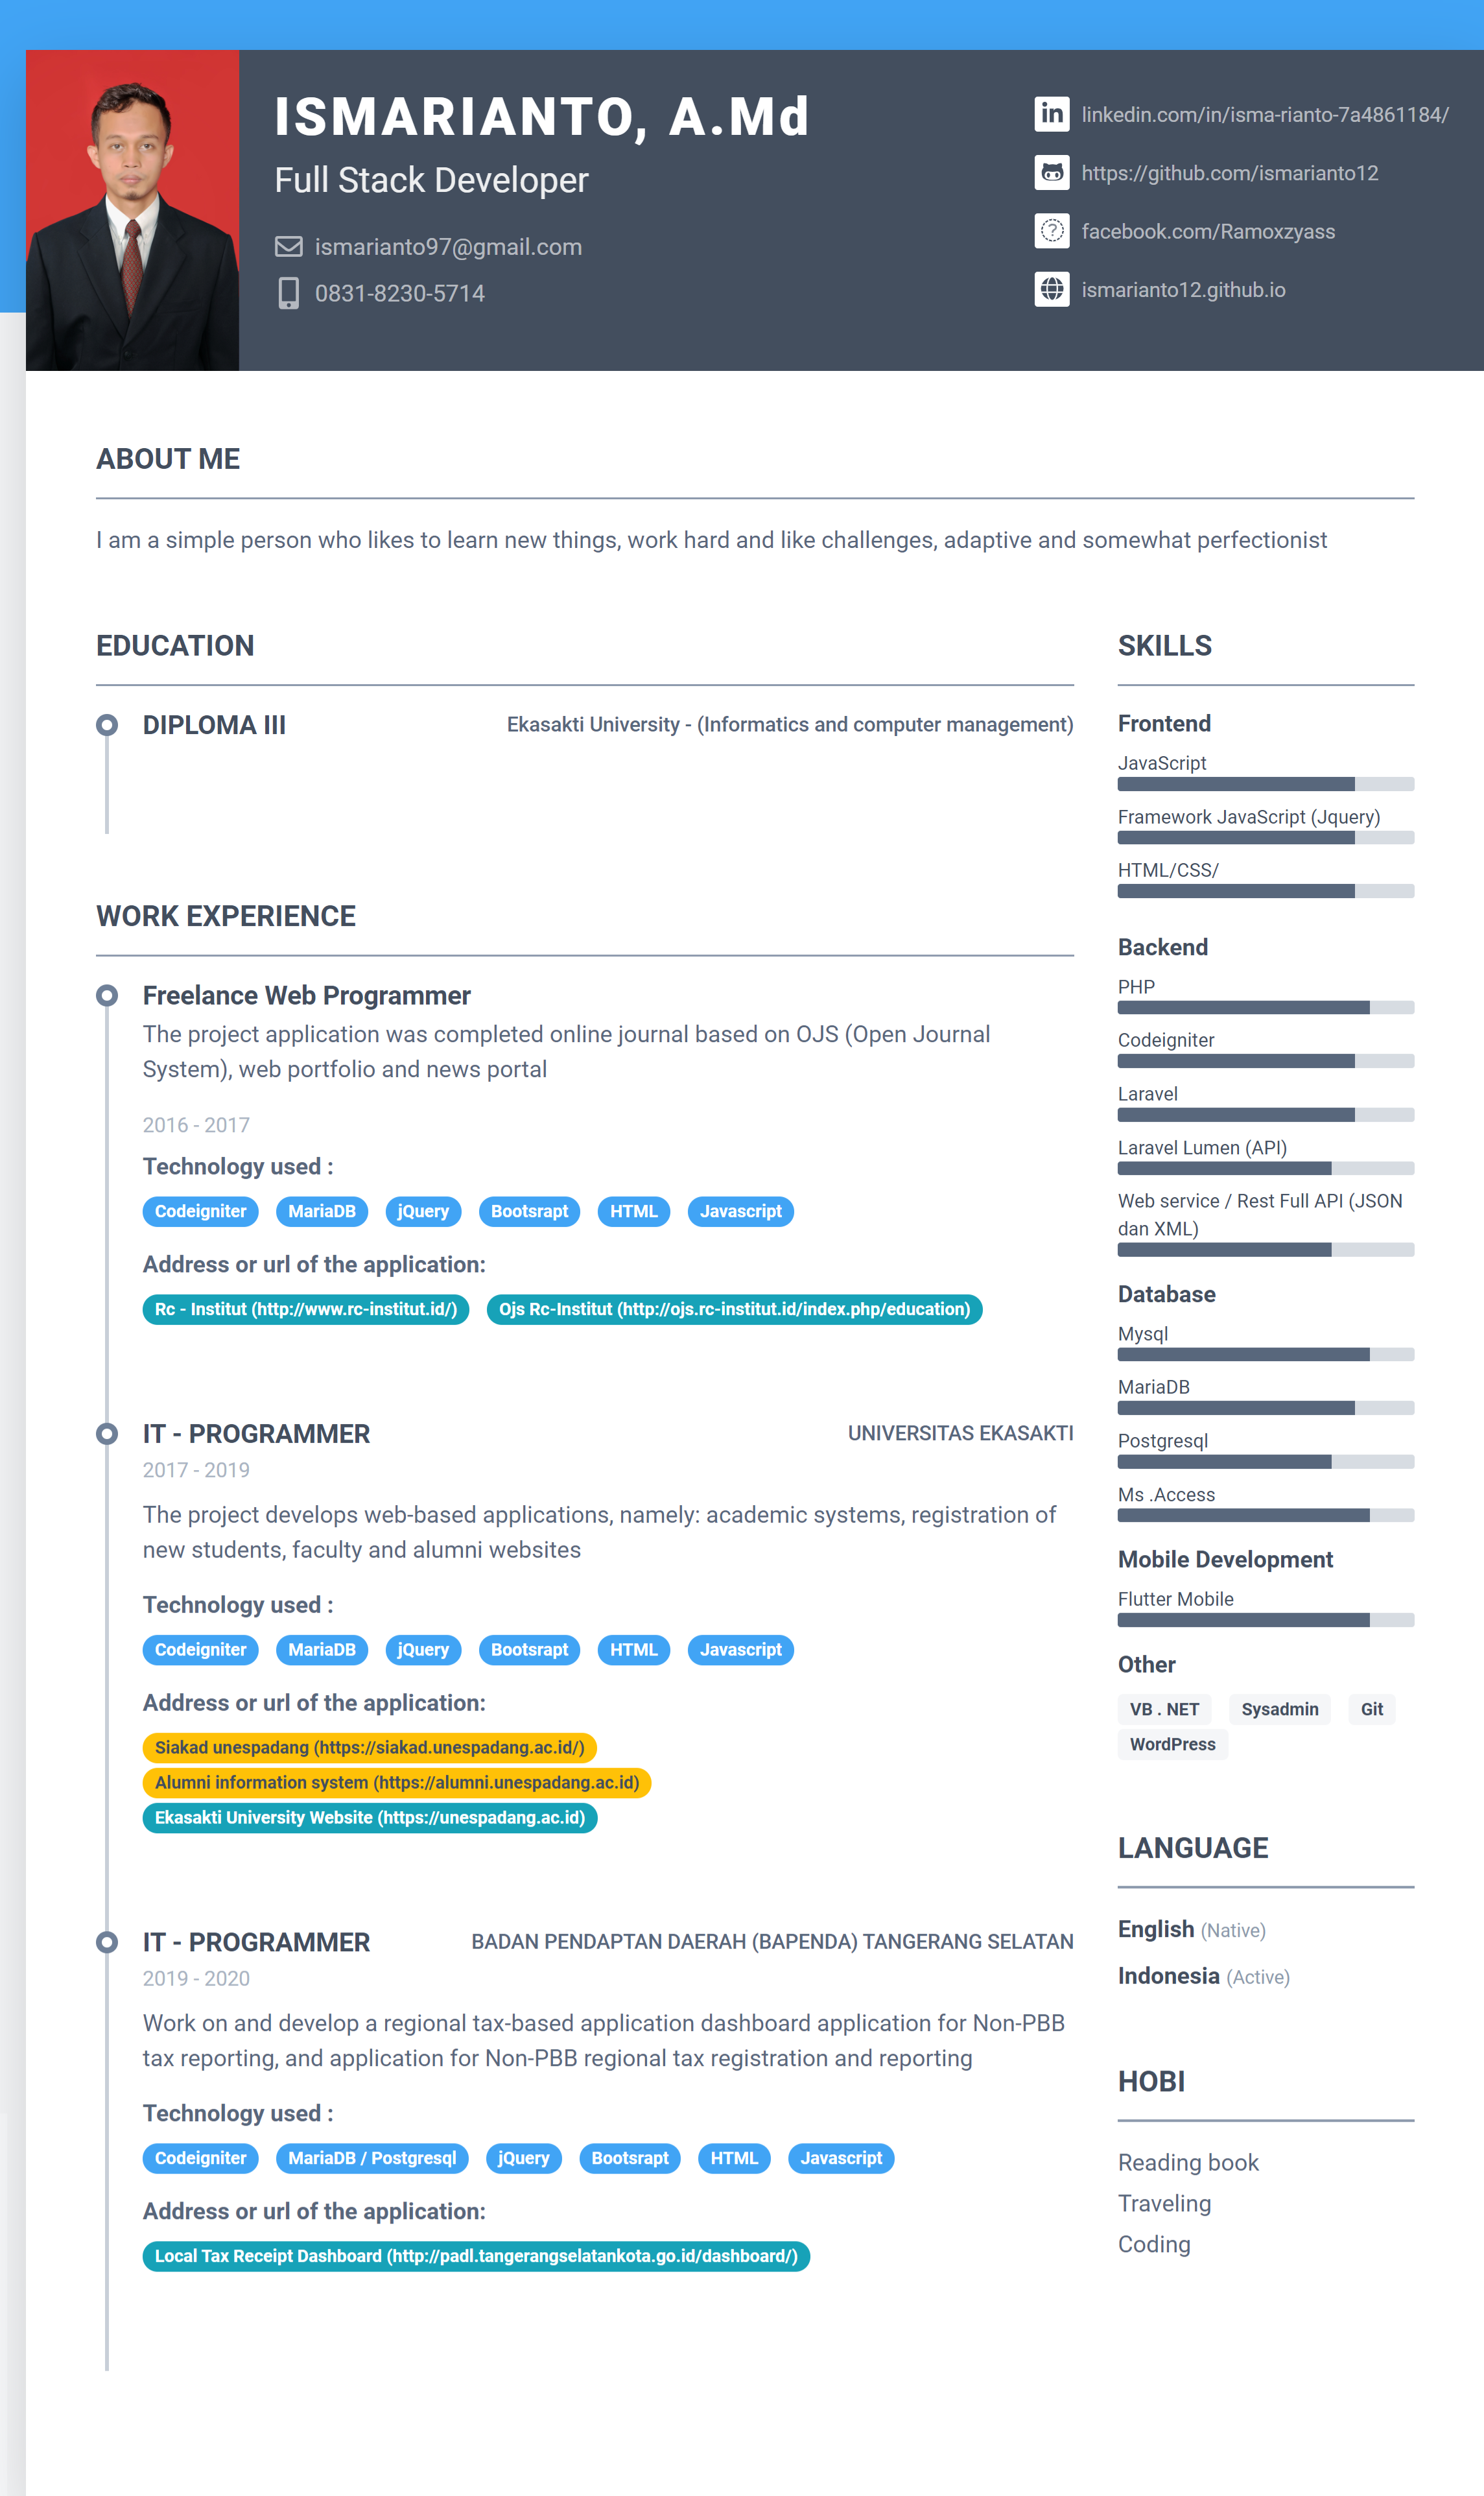 ISMARIANTO, A.Md
Full Stack Developer
ismarianto97@gmail.com
0831-8230-5714
linkedin.com/in/isma-rianto-7a4861184/
https://github.com/ismarianto12
facebook.com/Ramoxzyass
ismarianto12.github.io
ABOUT ME
I am a simple person who likes to learn new things, work hard and like challenges, adaptive and somewhat perfectionist
EDUCATION
DIPOMA III
Ekasakti University - (Informatics and computer management)
WORK EXPERIENCE
Freelance Web Programmer
The project application was completed online journal based on OJS (Open Journal
System), web portfolio and news portal
2016 - 2017
Technology used :
Codeigniter MariaDB jQuery Bootsrapt HTML Javascript
Address or url of the application:
Rc - Institut (http://www.rc-institut.id/) Ojs Rc-Institut (http://ojs.rc-institut.id/index.php/education)
IT - PROGRAMMER UNIVERSITAS EKASAKTI
2017 - 2019
The project develops web-based applications, namely: academic systems, registration of
new students, faculty and alumni websites
Technology used :
Codeigniter MariaDB jQuery Bootsrapt HTML Javascript
Address or url of the application:
Siakad unespadang (https://siakad.unespadang.ac.id/)
Alumni information system (https://alumni.unespadang.ac.id)
Ekasakti University Website (https://unespadang.ac.id)
IT - PROGRAMMER BADAN PENDAPTAN DAERAH (BAPENDA) TANGERANG SELATAN
2019 - 2020
Work on and develop a regional tax-based application dashboard application for Non-PBB
tax reporting, and application for Non-PBB regional tax registration and reporting
Technology used :
Codeigniter MariaDB / Postgresql jQuery Bootsrapt HTML Javascript
Address or url of the application:
Local Tax Receipt Dashboard (http://padl.tangerangselatankota.go.id/dashboard/)
SKILLS
Frontend
JavaScript
Framework JavaScript (Jquery)
HTML/CSS/
Backend
PHP
Codeigniter
Laravel
Laravel Lumen (API)
Web service / Rest Full API (JSON
dan XML)
Database
Mysql
MariaDB
Postgresql
Ms .Access
Mobile Development
Flutter Mobile
Other
VB . NET Sysadmin Git
WordPress
LANGUAGE
English (Native)
Indonesia (Active)
HOBI
Reading book
Traveling
Coding